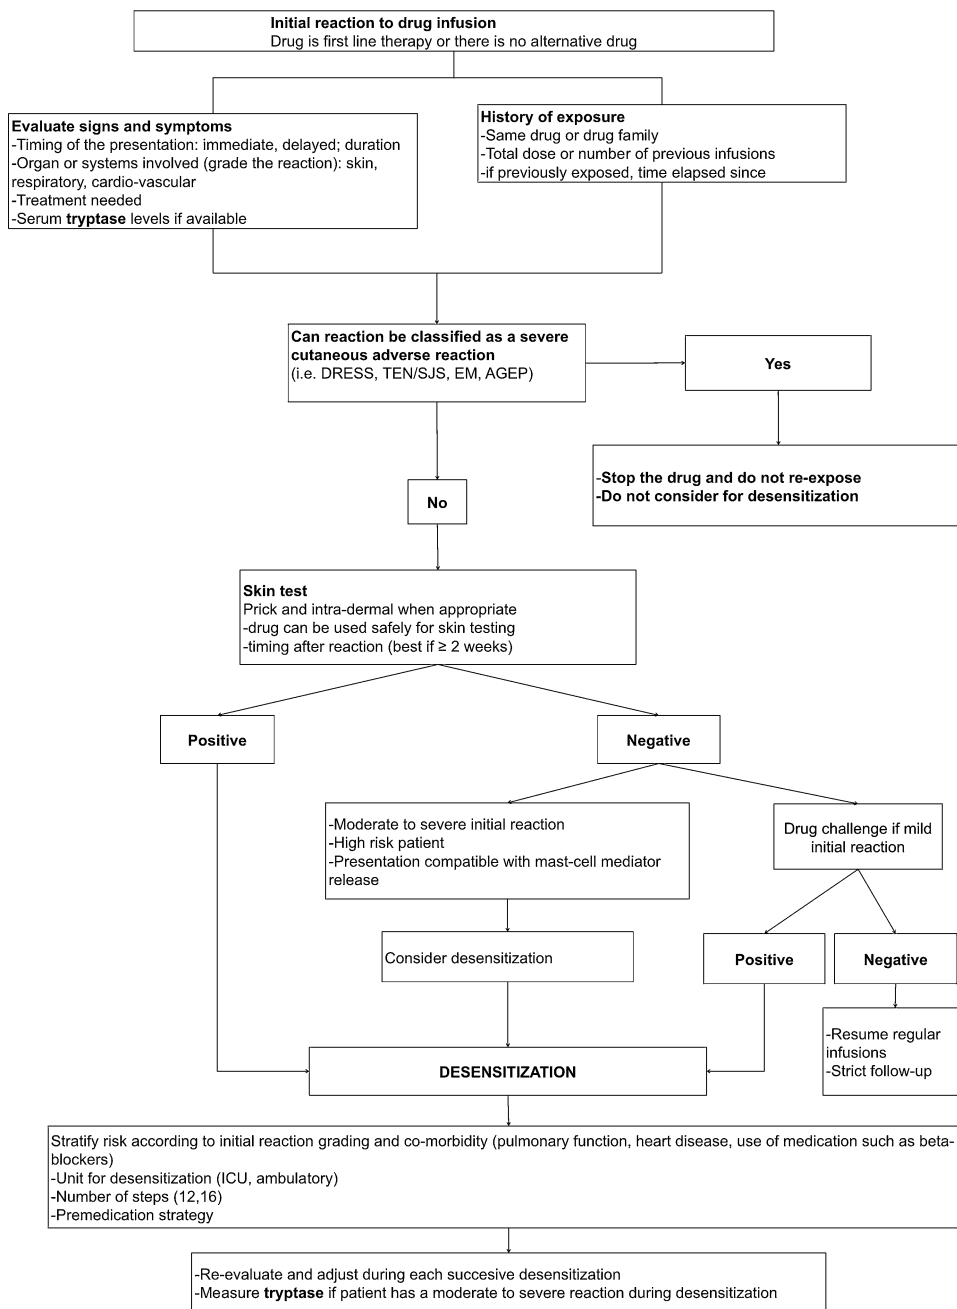 Initial reaction to drug infusion
Drug is first line therapy or there is no alternative drug
Evaluate signs and symptoms
-Timing of the presentation: immediate, delayed; duration
-Organ or systems involved (grade the reaction): skin,
respiratory, cardio-vascular
-Treatment needed
-Serum tryptase levels if available
History of exposure
-Same drug or drug family
-Total dose or number of previous infusions
-if previously exposed, time elapsed since
Can reaction be classified as a severe
cutaneous adverse reaction
(i.e. DRESS, TEN/SJS, EM, AGEP)
Yes
-Stop the drug and do not re-expose
-Do not consider for desensitization
No
Skin test
Prick and intra-dermal when appropriate
-drug can be used safely for skin testing
-timing after reaction (best if ≥ 2 weeks)
Positive
Negative
-Moderate to severe initial reaction
-High risk patient
-Presentation compatible with mast-cell mediator
release
Drug challenge if mild
initial reaction
Consider desensitization
Positive
Negative
-Resume regular
infusions
-Strict follow-up
DESENSITIZATION
Stratify risk according to initial reaction grading and co-morbidity (pulmonary function, heart disease, use of medication such as beta-
blockers)
-Unit for desensitization (ICU, ambulatory)
-Number of steps (12,16)
-Premedication strategy
-Re-evaluate and adjust during each succesive desensitization
-Measure tryptase if patient has a moderate to severe reaction during desensitization